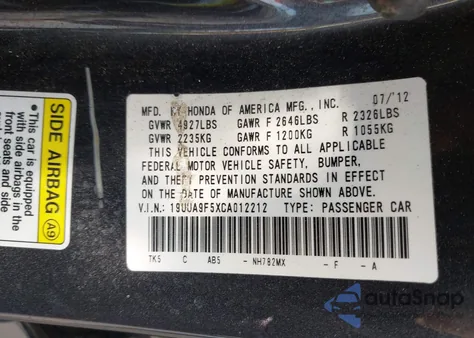 SIDE AIRBAG A9
• This car is equipped
with side airbags in the
front seats and
side
MFD. BY HONDA OF AMERICA MFG., INC. 07/12
GVWR 4927LBS GAWR F 2646LBS R 2326LBS
GVWR 2235KG GAWR F 1200KG R 1055KG
THIS VEHICLE CONFORMS TO ALL APPLICABLE
FEDERAL MOTOR VEHICLE SAFETY, BUMPER,
AND THEFT PREVENTION STANDARDS IN EFFECT
ON THE DATE OF MANUFACTURE SHOWN ABOVE.
V.I.N.: 19UUA9F5XCA012212 TYPE: PASSENGER CAR
TK5 C AB5 - NH782MX - F - A
autoSnap